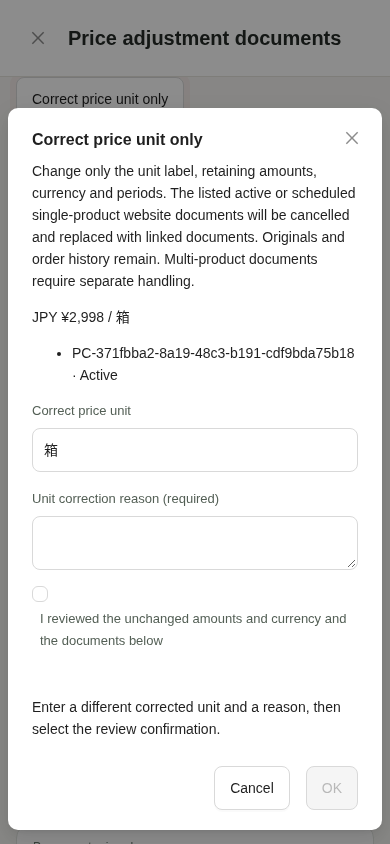 Price adjustment documents
Correct price unit only
Correct price unit only
Change only the unit label, retaining amounts,
currency and periods. The listed active or scheduled
single-product website documents will be cancelled
and replaced with linked documents. Originals and
order history remain. Multi-product documents
require separate handling.
JPY ¥2,998 / 箱
• PC-371fbba2-8a19-48c3-b191-cdf9bda75b18
· Active
Correct price unit
箱
Unit correction reason (required)
I reviewed the unchanged amounts and currency and
the documents below
Enter a different corrected unit and a reason, then
select the review confirmation.
Cancel
OK